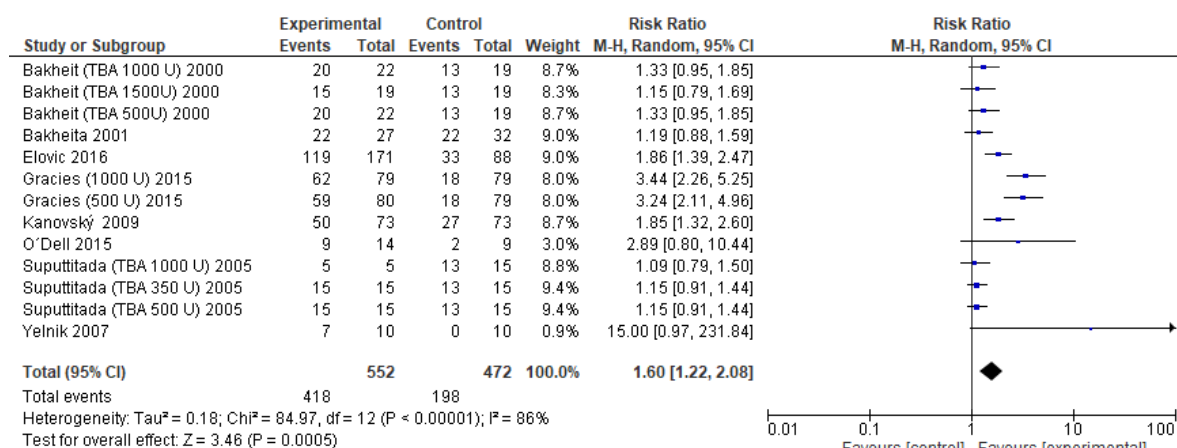 Experimental Control Risk Ratio Risk Ratio
Study or Subgroup Events Total Events Total Weight M-H, Random, 95% CI M-H, Random, 95% CI
Bakheit (TBA 1000 U) 2000 20 22 13 19 8.7% 1.33 [0.95, 1.85]
Bakheit (TBA 1500U) 2000 15 19 13 19 8.3% 1.15 [0.79, 1.69]
Bakheit (TBA 500U) 2000 20 22 13 19 8.7% 1.33 [0.95, 1.85]
Bakheita 2001 22 27 22 32 9.0% 1.19 [0.88, 1.59]
Elovic 2016 119 171 33 88 9.0% 1.86 [1.39, 2.47]
Gracies (1000 U) 2015 62 79 18 79 8.0% 3.44 [2.26, 5.25]
Gracies (500 U) 2015 59 80 18 79 8.0% 3.24 [2.11, 4.96]
Kanovský 2009 50 73 27 73 8.7% 1.85 [1.32, 2.60]
O´Dell 2015 9 14 2 9 3.0% 2.89 [0.80, 10.44]
Suputtitada (TBA 1000 U) 2005 5 5 13 15 8.8% 1.09 [0.79, 1.50]
Suputtitada (TBA 350 U) 2005 15 15 13 15 9.4% 1.15 [0.91, 1.44]
Suputtitada (TBA 500 U) 2005 15 15 13 15 9.4% 1.15 [0.91, 1.44]
Yelnik 2007 7 10 0 10 0.9% 15.00 [0.97, 231.84]
Total (95% CI) 552 472 100.0% 1.60 [1.22, 2.08]
Total events 418 198
Heterogeneity: Tau² = 0.18; Chi² = 84.97, df = 12 (P < 0.00001); I² = 86%
Test for overall effect: Z = 3.46 (P = 0.0005)
0.01 0.1 1 10 100
Favours [control] Favours [experimental]